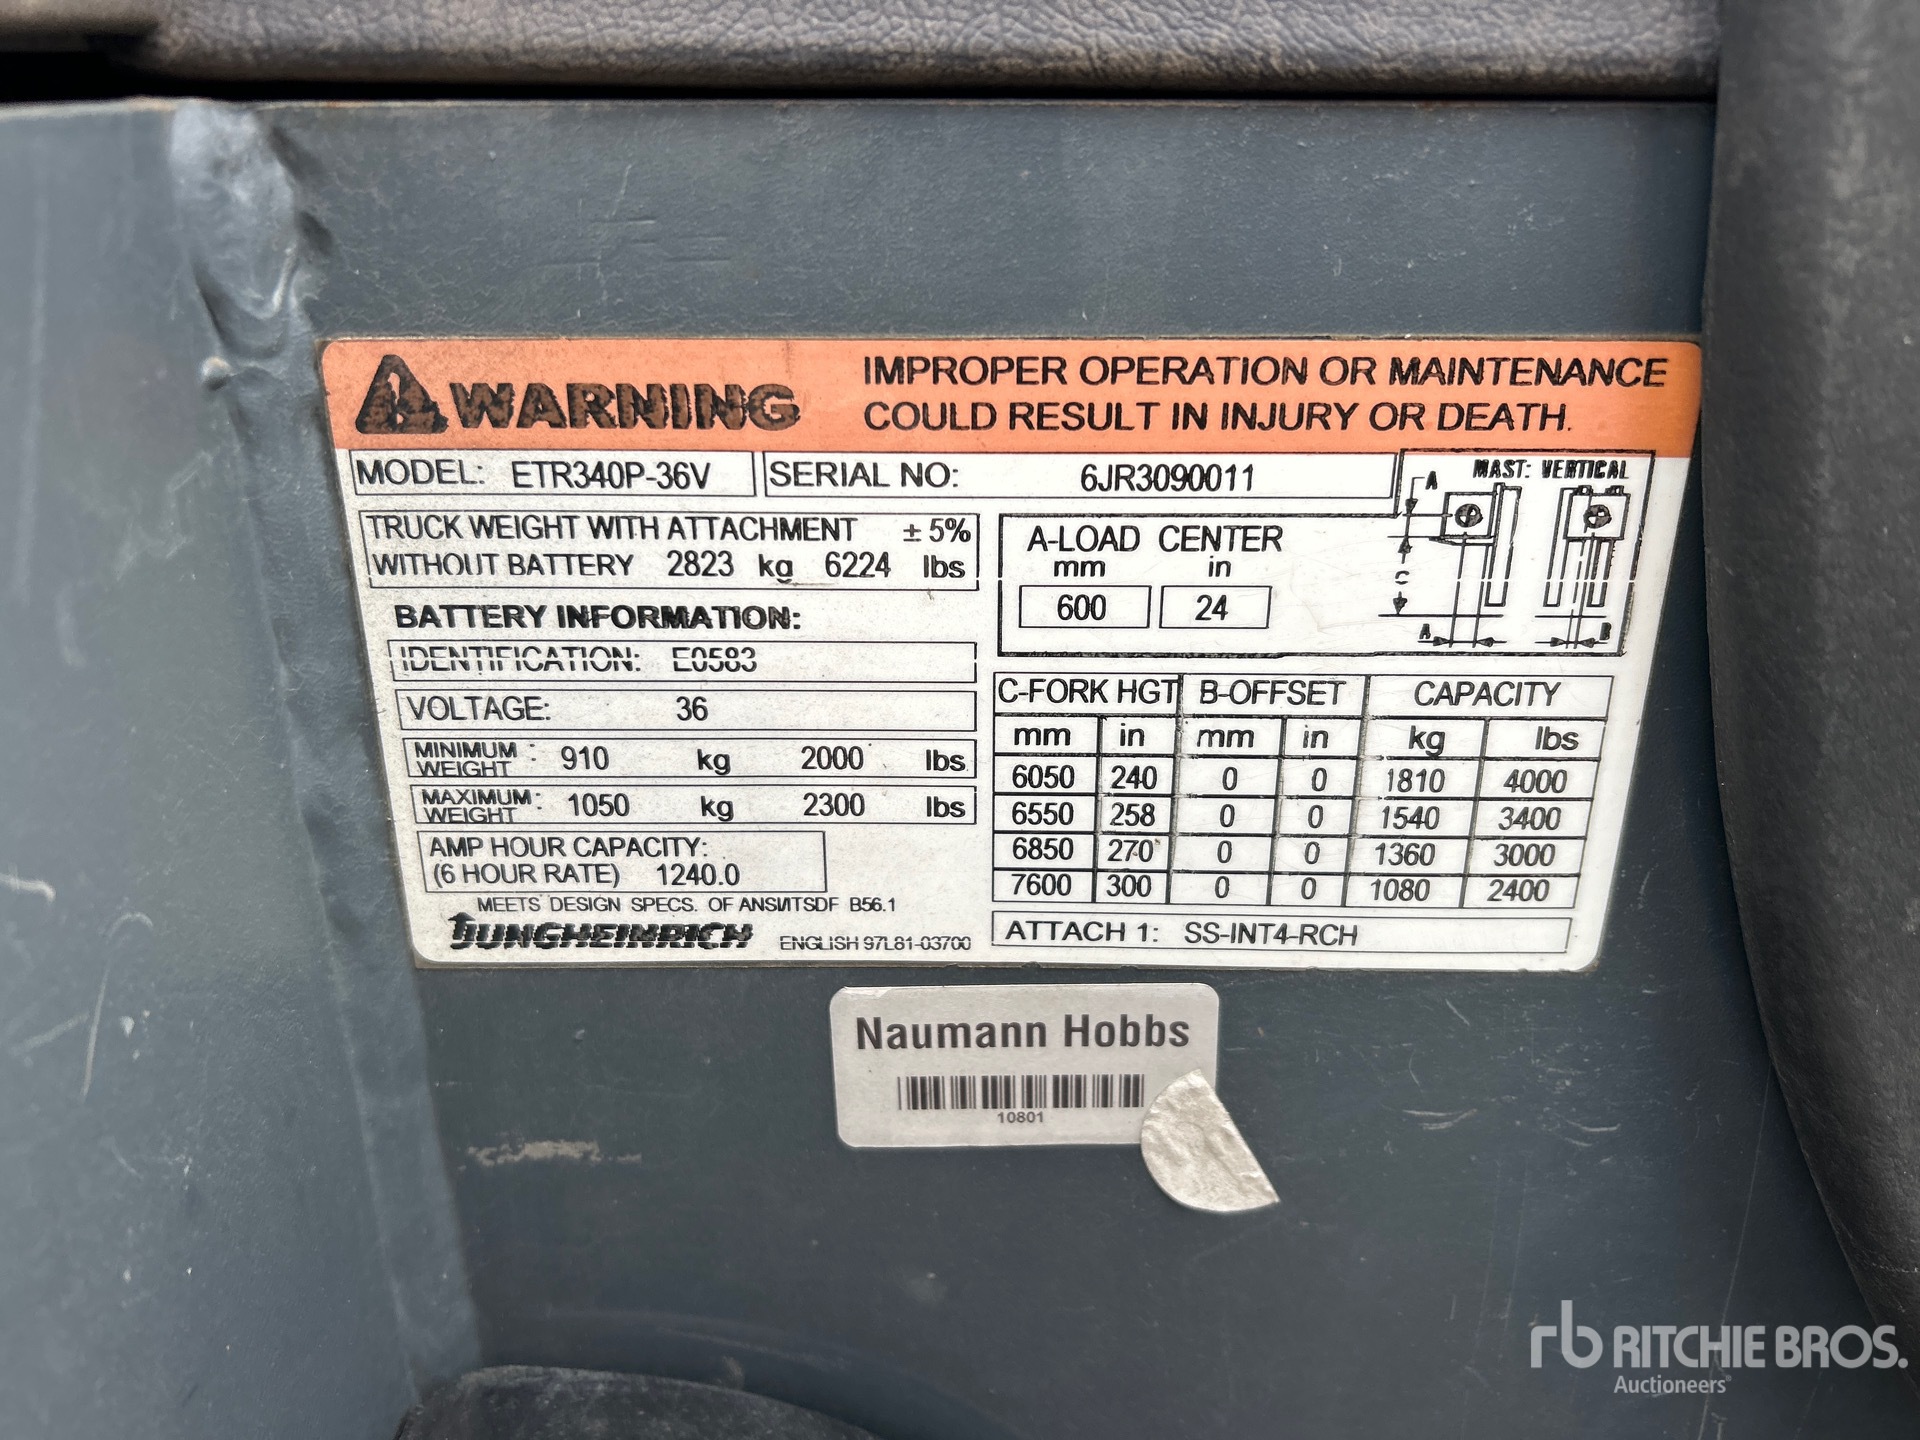 WARNING
IMPROPER OPERATION OR MAINTENANCE
COULD RESULT IN INJURY OR DEATH.
MODEL: ETR340P-36V
SERIAL NO: 6JR3090011
TRUCK WEIGHT WITH ATTACHMENT ± 5%
WITHOUT BATTERY 2823 kg 6224 lbs
BATTERY INFORMATION:
IDENTIFICATION: E0583
VOLTAGE: 36
MINIMUM WEIGHT : 910 kg 2000 lbs
MAXIMUM WEIGHT : 1050 kg 2300 lbs
AMP HOUR CAPACITY:
(6 HOUR RATE) 1240.0
MEETS DESIGN SPECS. OF ANSI/ITSDF B56.1
JUNGHEINRICH ENGLISH 97L81-03700
A-LOAD CENTER
mm in
600 24
MAST: VERTICAL
A
C
A B
C-FORK HGT B-OFFSET CAPACITY
mm in mm in kg lbs
6050 240 0 0 1810 4000
6550 258 0 0 1540 3400
6850 270 0 0 1360 3000
7600 300 0 0 1080 2400
ATTACH 1: SS-INT4-RCH
Naumann Hobbs
10801
rb RITCHIE BROS.
Auctioneers